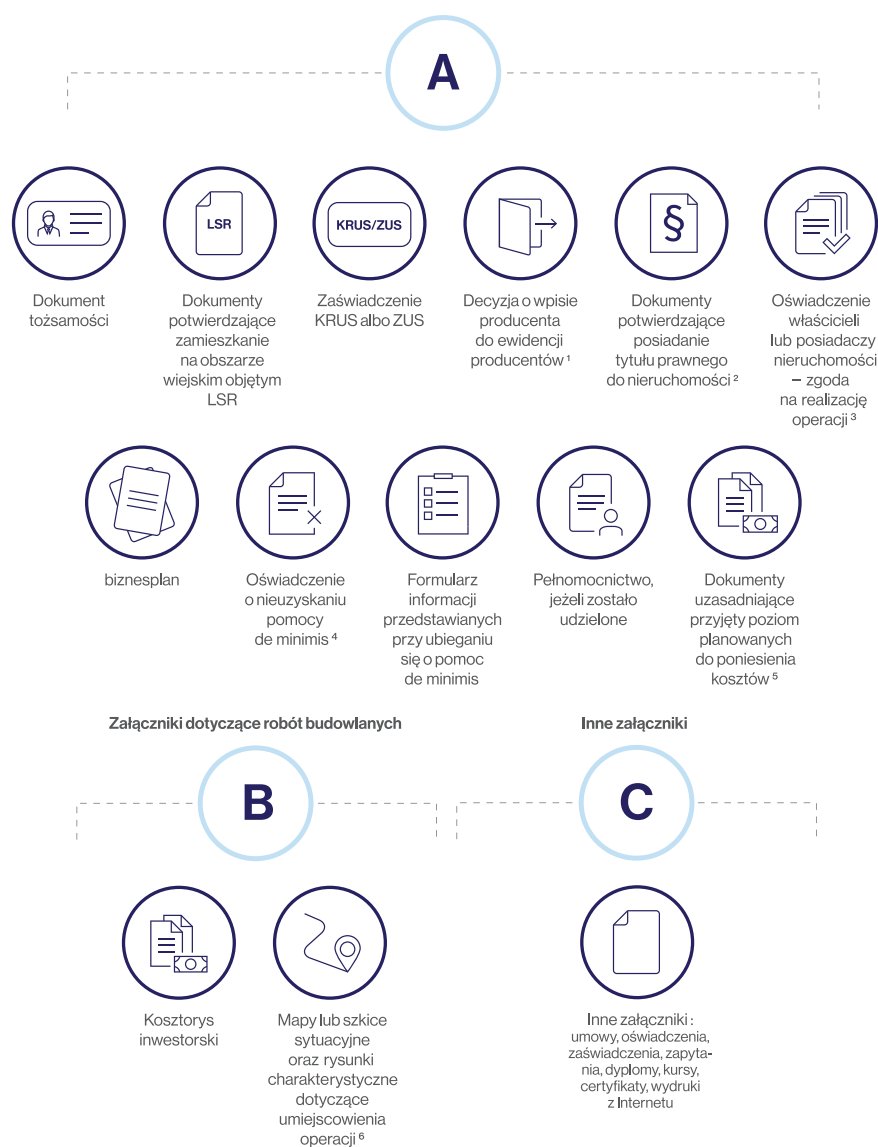 A
LSR
KRUS/ZUS
§
Dokument
tożsamości
Dokumenty
potwierdzające
zamieszkanie
na obszarze
wiejskim objętym
LSR
Zaświadczenie
KRUS albo ZUS
Decyzja o wpisie
producenta
do ewidencji
producentów ¹
Dokumenty
potwierdzające
posiadanie
tytułu prawnego
do nieruchomości ²
Oświadczenie
właścicieli
lub posiadaczy
nieruchomości
– zgoda
na realizację
operacji ³
biznesplan
Oświadczenie
o nieuzyskaniu
pomocy
de minimis ⁴
Formularz
informacji
przedstawianych
przy ubieganiu
się o pomoc
de minimis
Pełnomocnictwo,
jeżeli zostało
udzielone
Dokumenty
uzasadniające
przyjęty poziom
planowanych
do poniesienia
kosztów ⁵
Załączniki dotyczące robót budowlanych
B
Kosztorys
inwestorski
Mapy lub szkice
sytuacyjne
oraz rysunki
charakterystyczne
dotyczące
umiejscowienia
operacji ⁶
Inne załączniki
C
Inne załączniki :
umowy, oświadczenia,
zaświadczenia, zapyta-
nia, dyplomy, kursy,
certyfikaty, wydruki
z Internetu